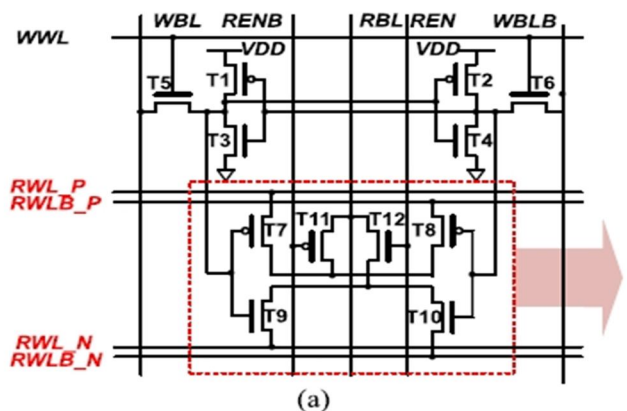 WBL RENB RBL REN WBLB
WWL
VDD VDD
T5 T1 T2 T6
T3 T4
RWL_P
RWLB_P
T7 T11 T12 T8
T9 T10
RWL_N
RWLB_N
(a)